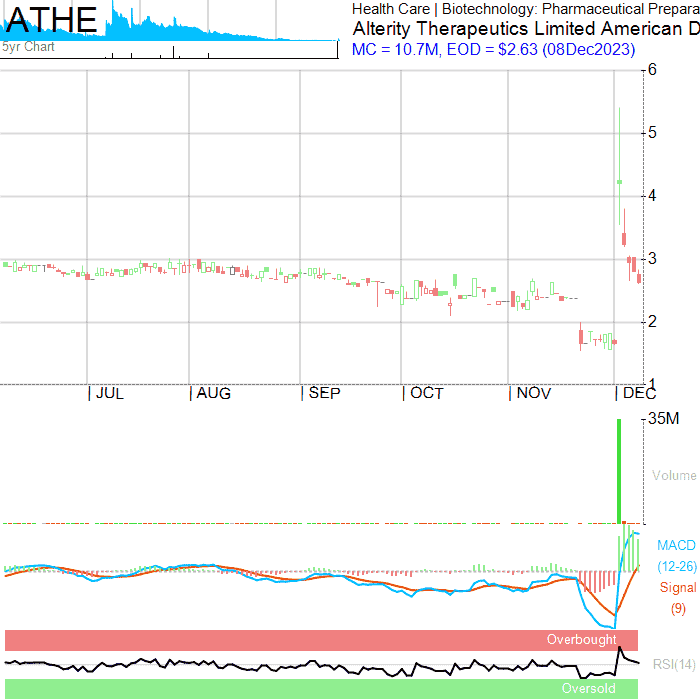 ATHE
5yr Chart
Health Care | Biotechnology: Pharmaceutical Prepara
Alterity Therapeutics Limited American D
MC = 10.7M, EOD = $2.63 (08Dec2023)
6
5
4
3
2
1
JUL
AUG
SEP
OCT
NOV
DEC
35M
Volume
MACD
(12-26)
Signal
(9)
Overbought
RSI(14)
Oversold